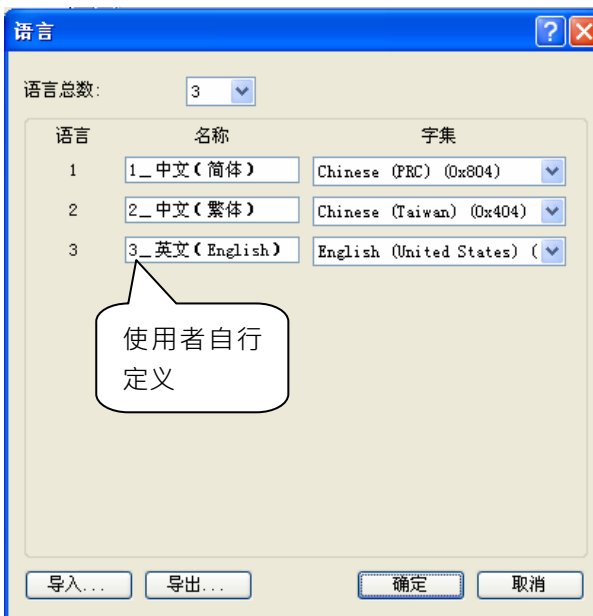 语言
语言总数: 3
语言 名称 字集
1 1_中文(简体) Chinese (PRC) (0x804)
2 2_中文(繁体) Chinese (Taiwan) (0x404)
3 3_英文(English) English (United States) (
使用者自行
定义
导入... 导出... 确定 取消